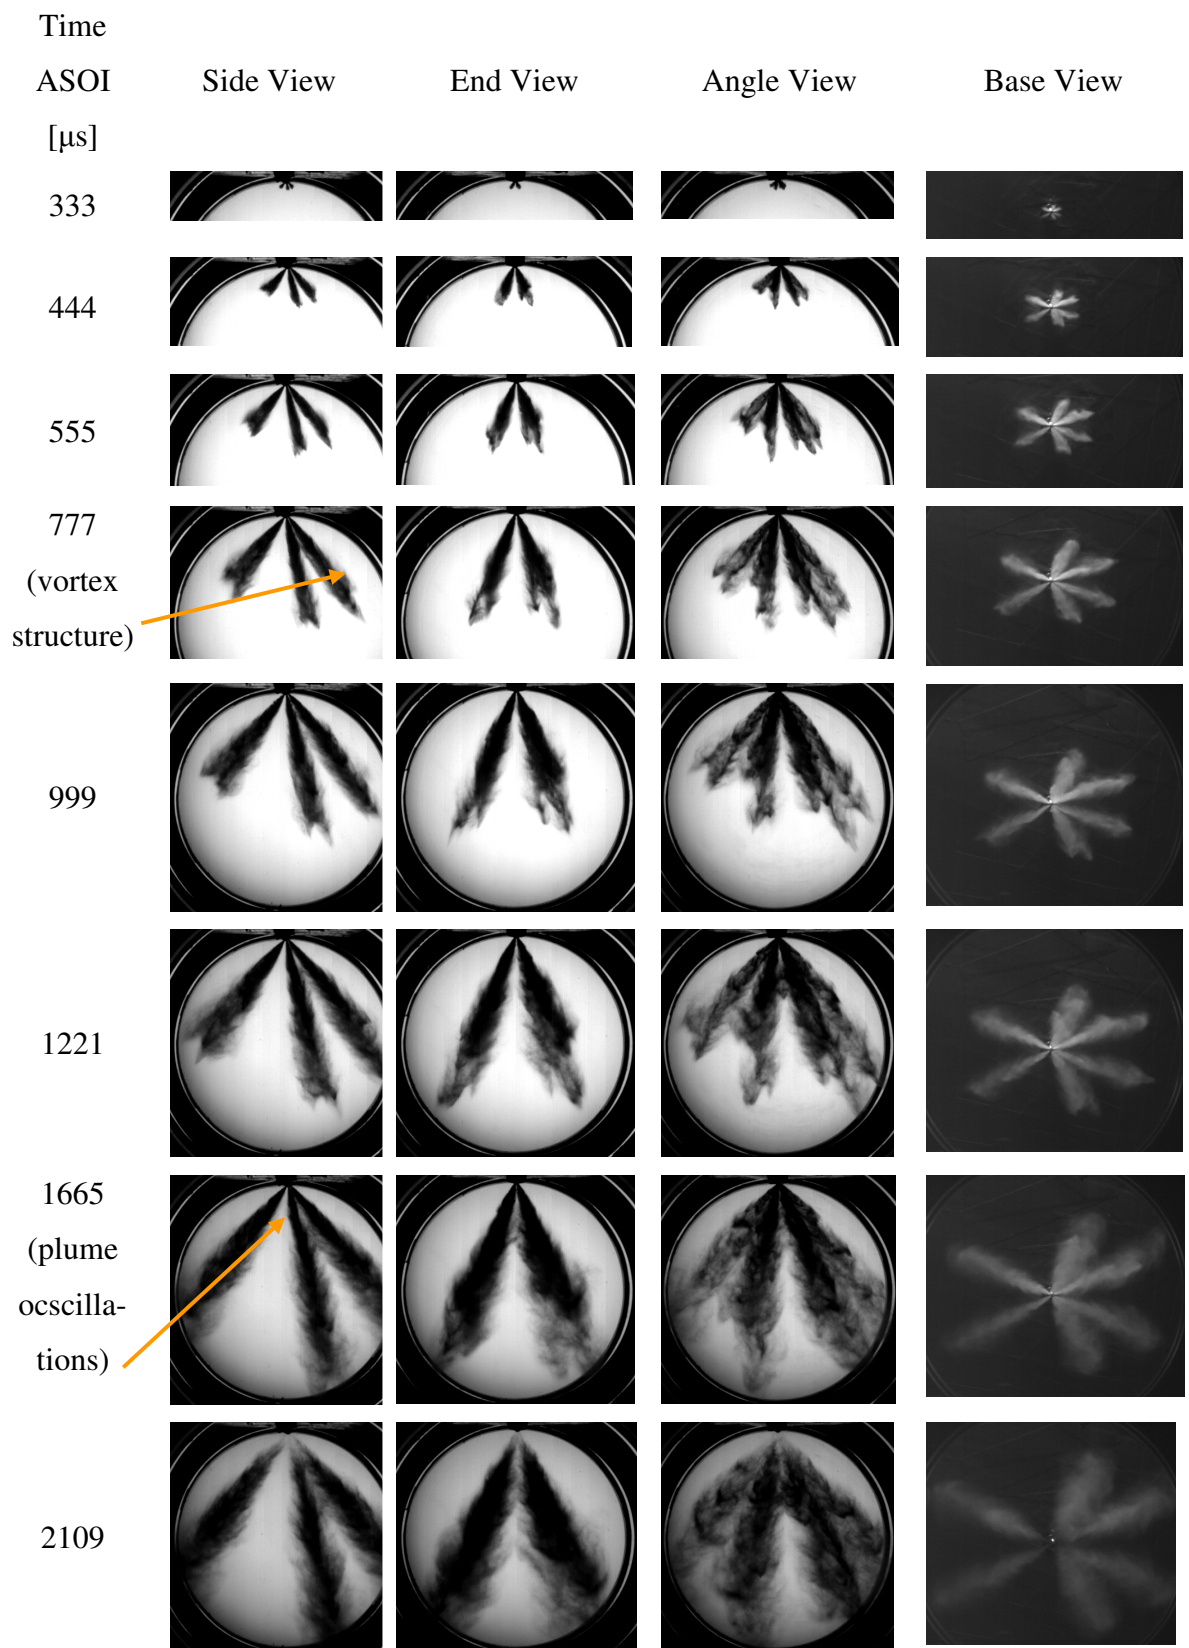 Time
ASOI
[μs]
Side View
End View
Angle View
Base View
333
444
555
777
(vortex
structure)
999
1221
1665
(plume
ocscilla-
tions)
2109